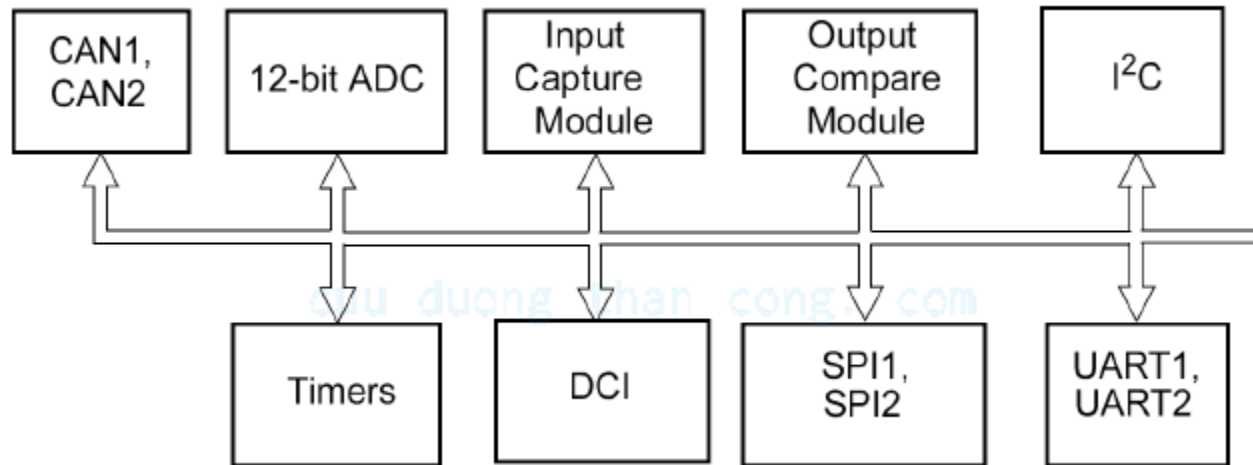 CAN1,
CAN2
12-bit ADC
Input
Capture
Module
Output
Compare
Module
I²C
cuu duong than cong. com
Timers
DCI
SPI1,
SPI2
UART1,
UART2